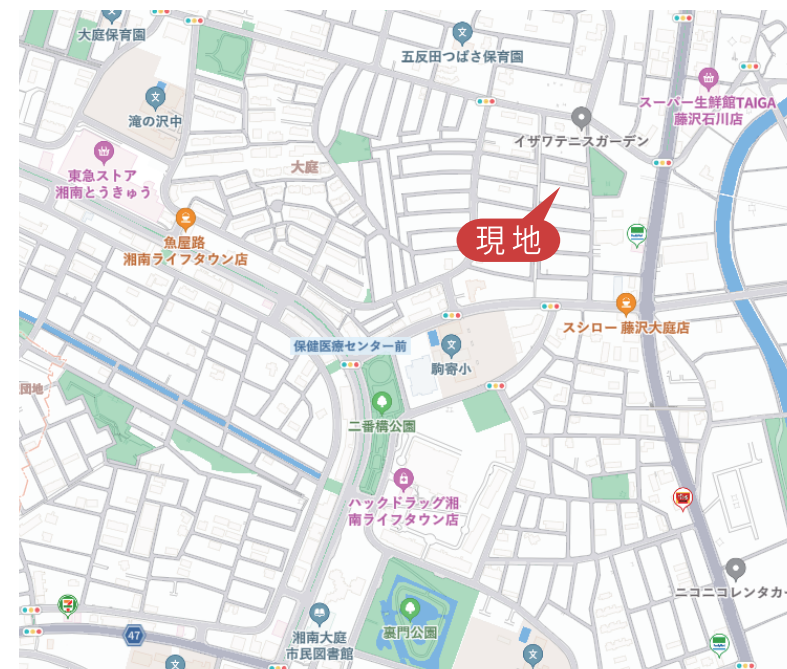 大庭保育園
五反田つばさ保育園
スーパー生鮮館TAIGA
藤沢石川店
滝の沢中
イザワテニスガーデン
東急ストア
湘南とうきゅう
大庭
現地
魚屋路
湘南ライフタウン店
スシロー 藤沢大庭店
保健医療センター前
駒寄小
団地
二番構公園
ハックドラッグ湘
南ライフタウン店
ニコニコレンタカー
裏門公園
47
湘南大庭
市民図書館